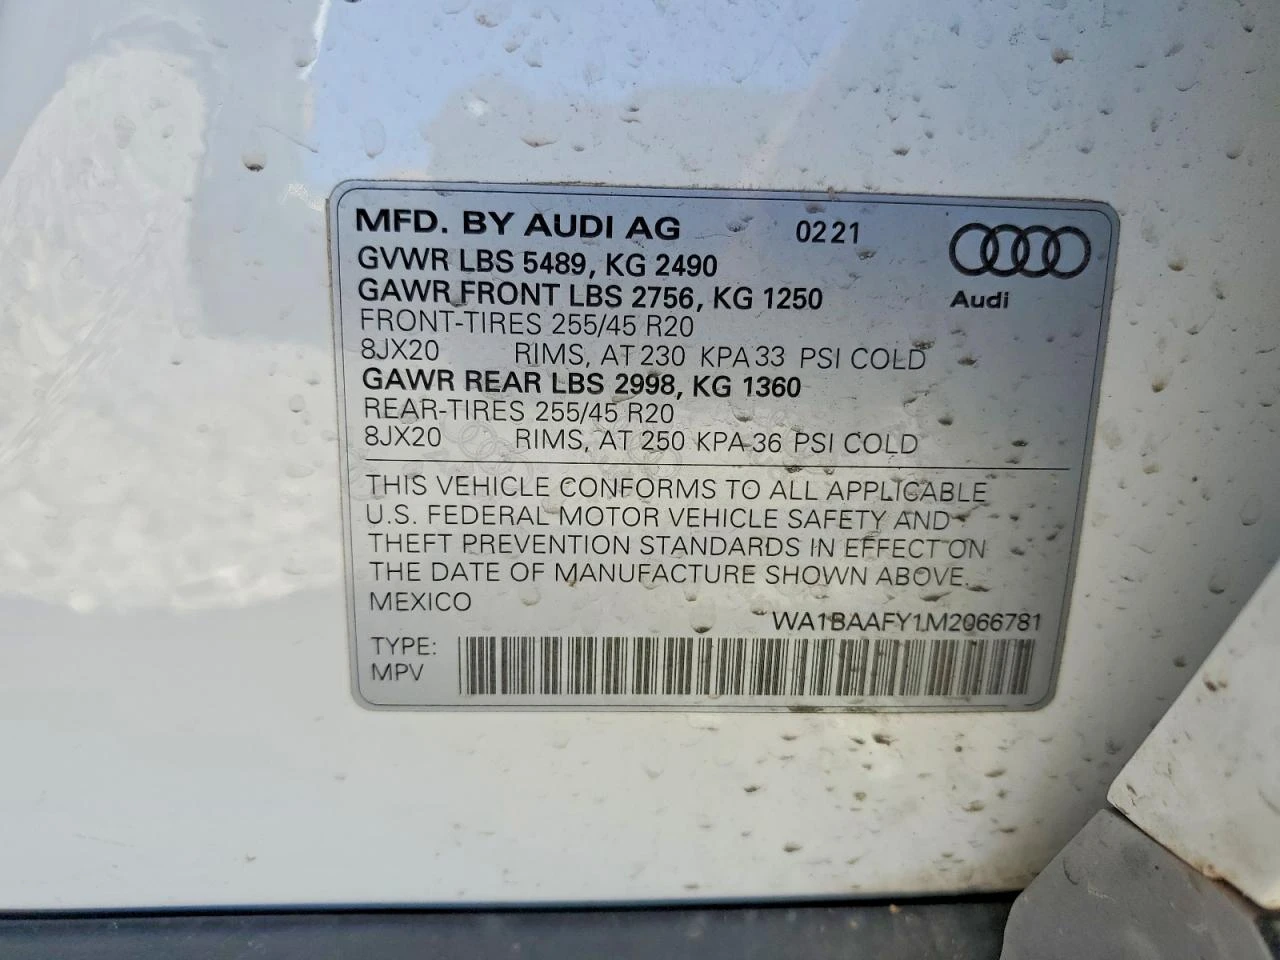 MFD. BY AUDI AG 0221
GVWR LBS 5489, KG 2490
GAWR FRONT LBS 2756, KG 1250
Audi
FRONT-TIRES 255/45 R20
8JX20 RIMS, AT 230 KPA 33 PSI COLD
GAWR REAR LBS 2998, KG 1360
REAR-TIRES 255/45 R20
8JX20 RIMS, AT 250 KPA 36 PSI COLD
THIS VEHICLE CONFORMS TO ALL APPLICABLE
U.S. FEDERAL MOTOR VEHICLE SAFETY AND
THEFT PREVENTION STANDARDS IN EFFECT ON
THE DATE OF MANUFACTURE SHOWN ABOVE.
MEXICO
WA1BAAFY1M2066781
TYPE:
MPV